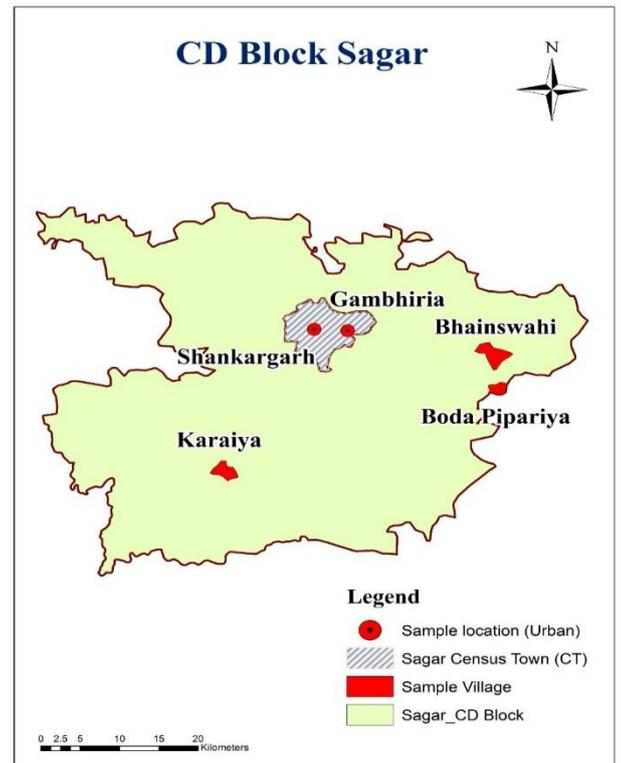 CD Block Sagar
N
Gambhiria
Bhainswahi
Shankargarh
Boda Pipariya
Karaiya
Legend
Sample location (Urban)
Sagar Census Town (CT)
Sample Village
Sagar_CD Block
0 2.5 5 10 15 20
Kilometers